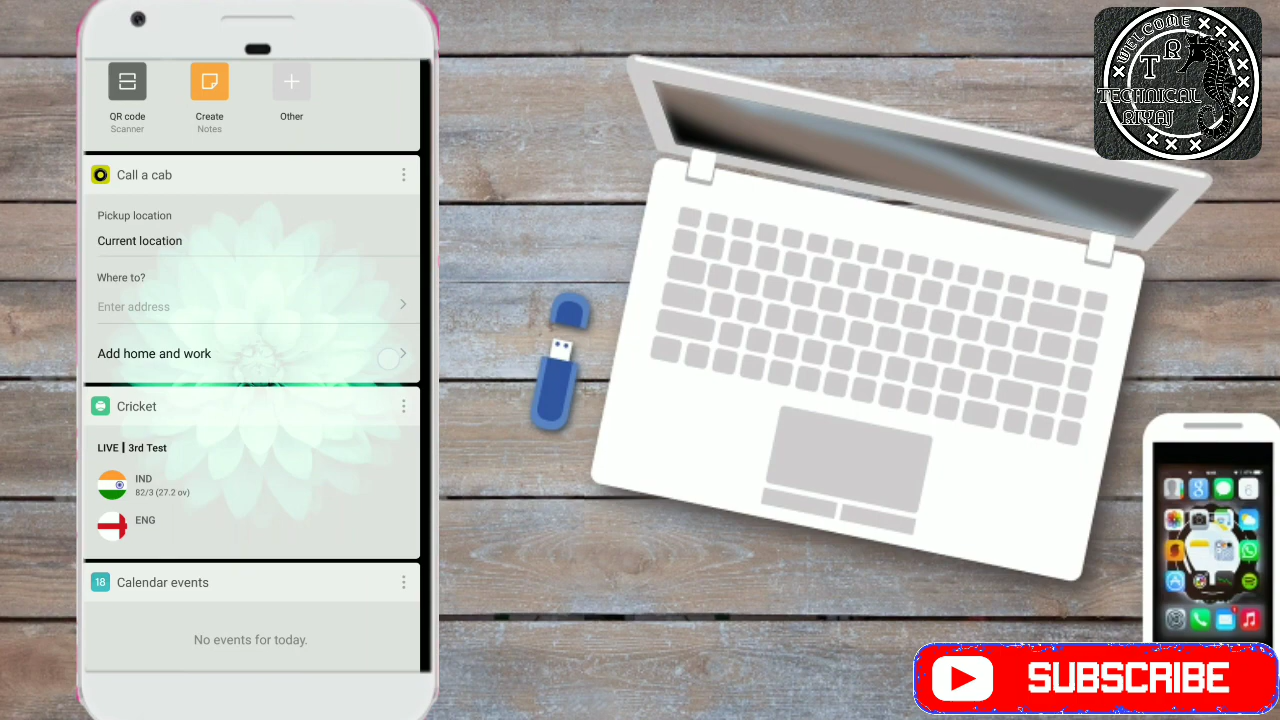 QR code
Scanner
Create
Notes
Other
Call a cab
Pickup location
Current location
Where to?
Enter address
Add home and work
Cricket
LIVE | 3rd Test
IND
82/3 (27.2 ov)
ENG
18 Calendar events
No events for today.
WELCOME
T R
TECHNICAL
RIYAJ
SUBSCRIBE